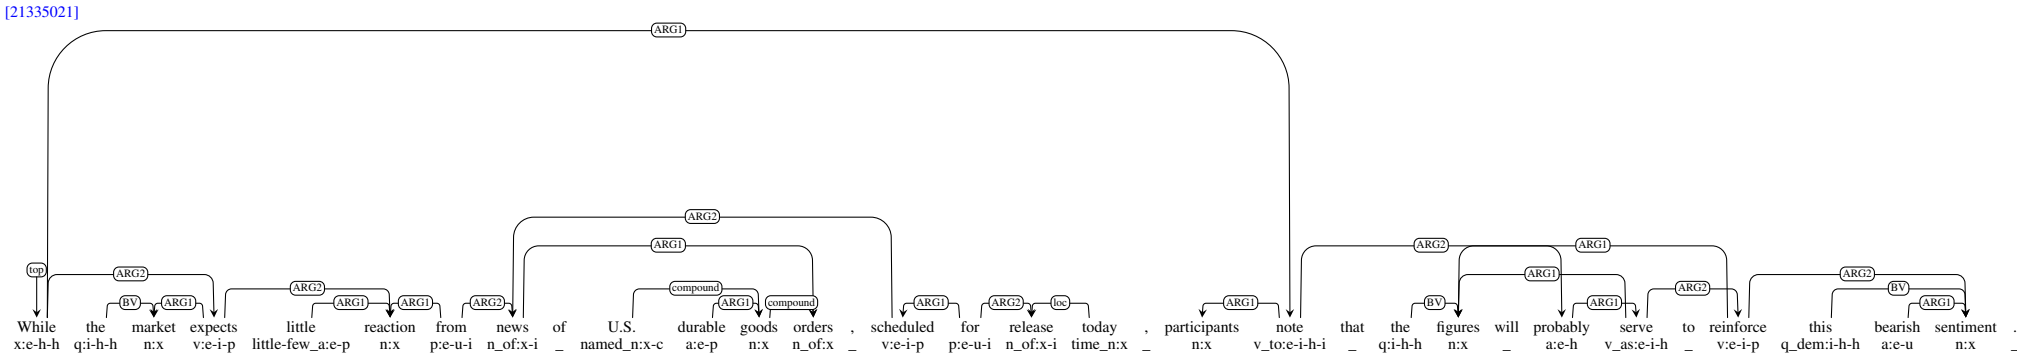 [21335021]
ARG1
ARG2
ARG1 ARG2 ARG1
top ARG2 ARG1 ARG2
ARG2 compound ARG2 BV
BV ARG1 ARG1 ARG1 ARG2 ARG1 compound ARG1 ARG2 loc ARG1 BV ARG1 ARG1
While the market expects little reaction from news of U.S. durable goods orders , scheduled for release today , participants note that the figures will probably serve to reinforce this bearish sentiment .
x:e-h-h q:i-h-h n:x v:e-i-p little-few_a:e-p n:x p:e-u-i n_of:x-i _ named_n:x-c a:e-p n:x n_of:x _ v:e-i-p p:e-u-i n_of:x-i time_n:x _ n:x v_to:e-i-h-i _ q:i-h-h n:x _ a:e-h v_as:e-i-h _ v:e-i-p q_dem:i-h-h a:e-u n:x _